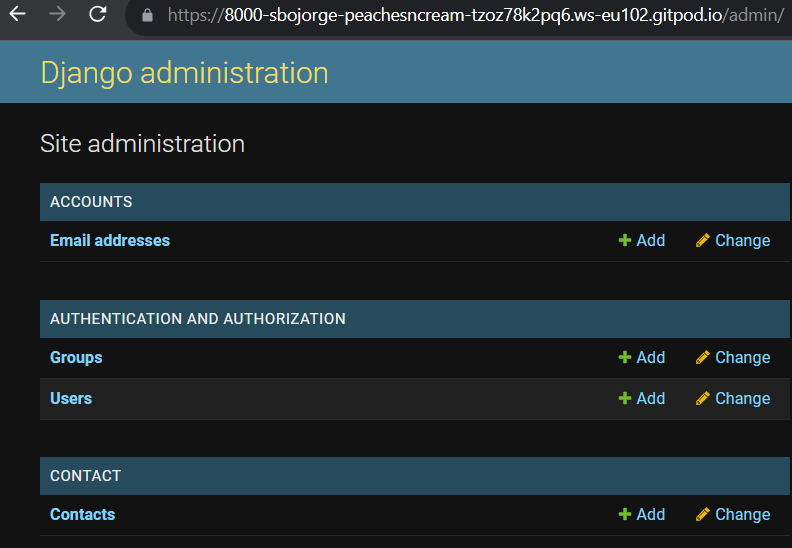 https://8000-sbojorge-peachesncream-tzoz78k2pq6.ws-eu102.gitpod.io/admin/
Django administration
Site administration
ACCOUNTS
Email addresses Add Change
AUTHENTICATION AND AUTHORIZATION
Groups Add Change
Users Add Change
CONTACT
Contacts Add Change